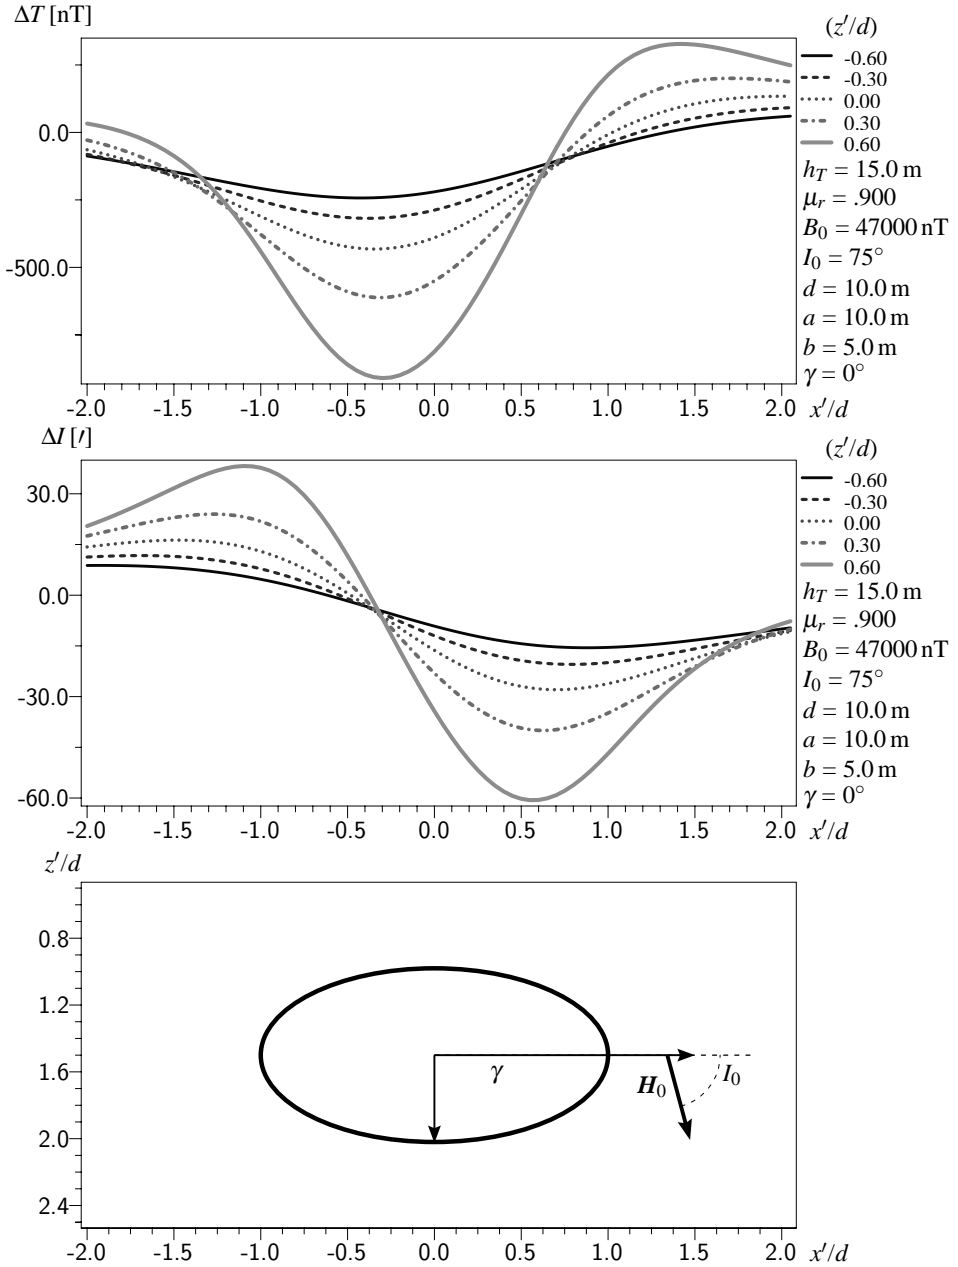 ΔT [nT]
(z′/d)
0.0
-500.0
-0.60
-0.30
0.00
0.30
0.60
h_T = 15.0 m
μ_r = .900
B_0 = 47000 nT
I_0 = 75°
d = 10.0 m
a = 10.0 m
b = 5.0 m
γ = 0°
-2.0 -1.5 -1.0 -0.5 0.0 0.5 1.0 1.5 2.0 x′/d
ΔI [′]
(z′/d)
30.0
0.0
-30.0
-60.0
-0.60
-0.30
0.00
0.30
0.60
h_T = 15.0 m
μ_r = .900
B_0 = 47000 nT
I_0 = 75°
d = 10.0 m
a = 10.0 m
b = 5.0 m
γ = 0°
-2.0 -1.5 -1.0 -0.5 0.0 0.5 1.0 1.5 2.0 x′/d
z′/d
0.8
1.2
1.6
2.0
2.4
γ
H_0
I_0
-2.0 -1.5 -1.0 -0.5 0.0 0.5 1.0 1.5 2.0 x′/d